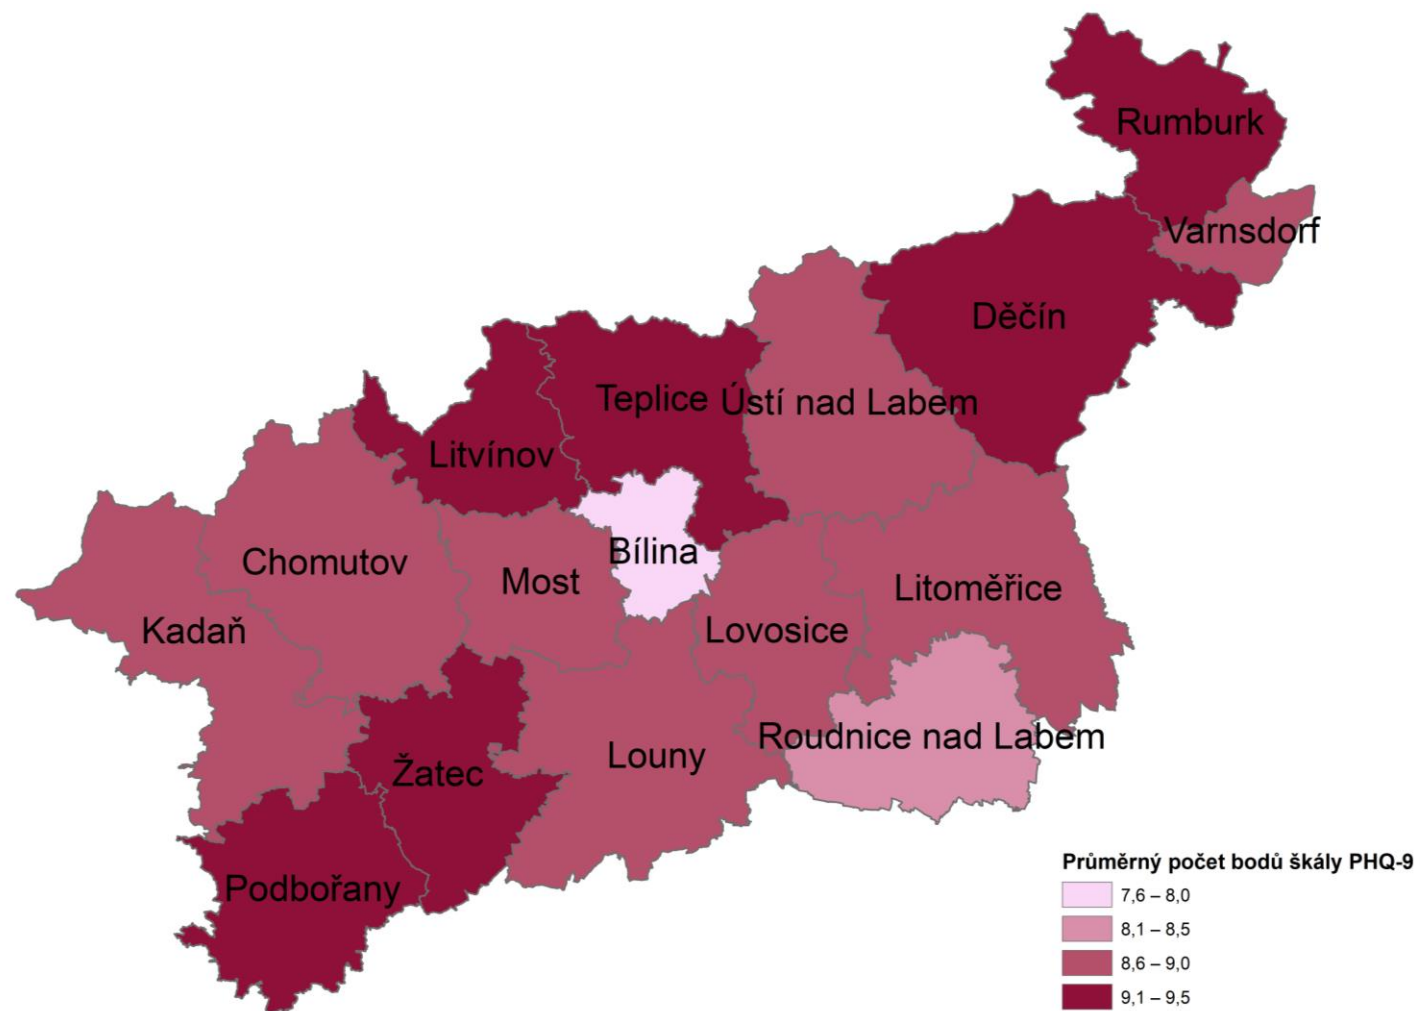 Rumburk
Varnsdorf
Děčín
Teplice
Ústí nad Labem
Litvínov
Bílina
Chomutov
Most
Litoměřice
Kadaň
Lovosice
Roudnice nad Labem
Louny
Žatec
Podbořany
Průměrný počet bodů škály PHQ-9
7,6 – 8,0
8,1 – 8,5
8,6 – 9,0
9,1 – 9,5